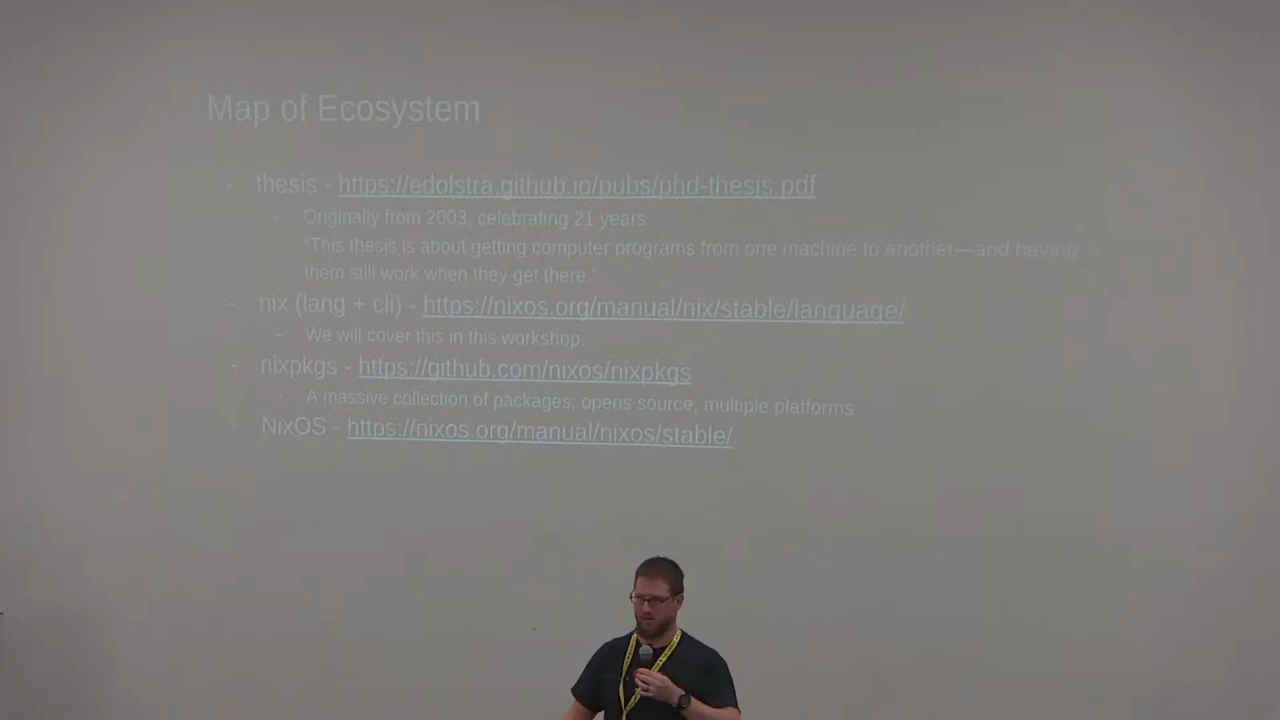 Map of Ecosystem
- thesis - https://edolstra.github.io/pubs/phd-thesis.pdf
- Originally from 2003, celebrating 21 years
"This thesis is about getting computer programs from one machine to another—and having
them still work when they get there."
- nix (lang + cli) - https://nixos.org/manual/nix/stable/language/
- We will cover this in this workshop.
- nixpkgs - https://github.com/nixos/nixpkgs
- A massive collection of packages; opens source, multiple platforms
- NixOS - https://nixos.org/manual/nixos/stable/